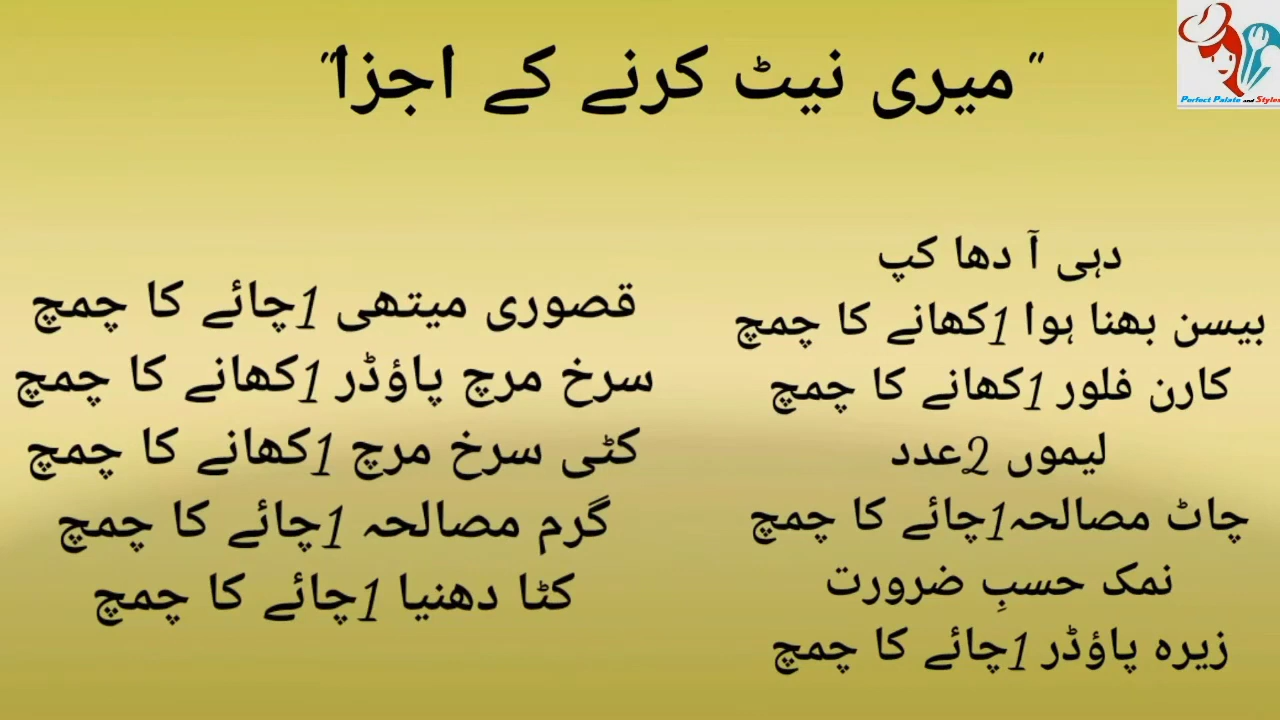 "میری نیٹ کرنے کے اجزا"
دہی آ دھا کپ
بیسن بھنا ہوا 1کھانے کا چمچ
کارن فلور 1کھانے کا چمچ
لیموں 2عدد
چاٹ مصالحہ1چائے کا چمچ
نمک حسبِ ضرورت
زیرہ پاؤڈر 1چائے کا چمچ
قصوری میتھی 1چائے کا چمچ
سرخ مرچ پاؤڈر 1کھانے کا چمچ
کٹی سرخ مرچ 1کھانے کا چمچ
گرم مصالحہ 1چائے کا چمچ
کٹا دھنیا 1چائے کا چمچ
Perfect Palate and Styles